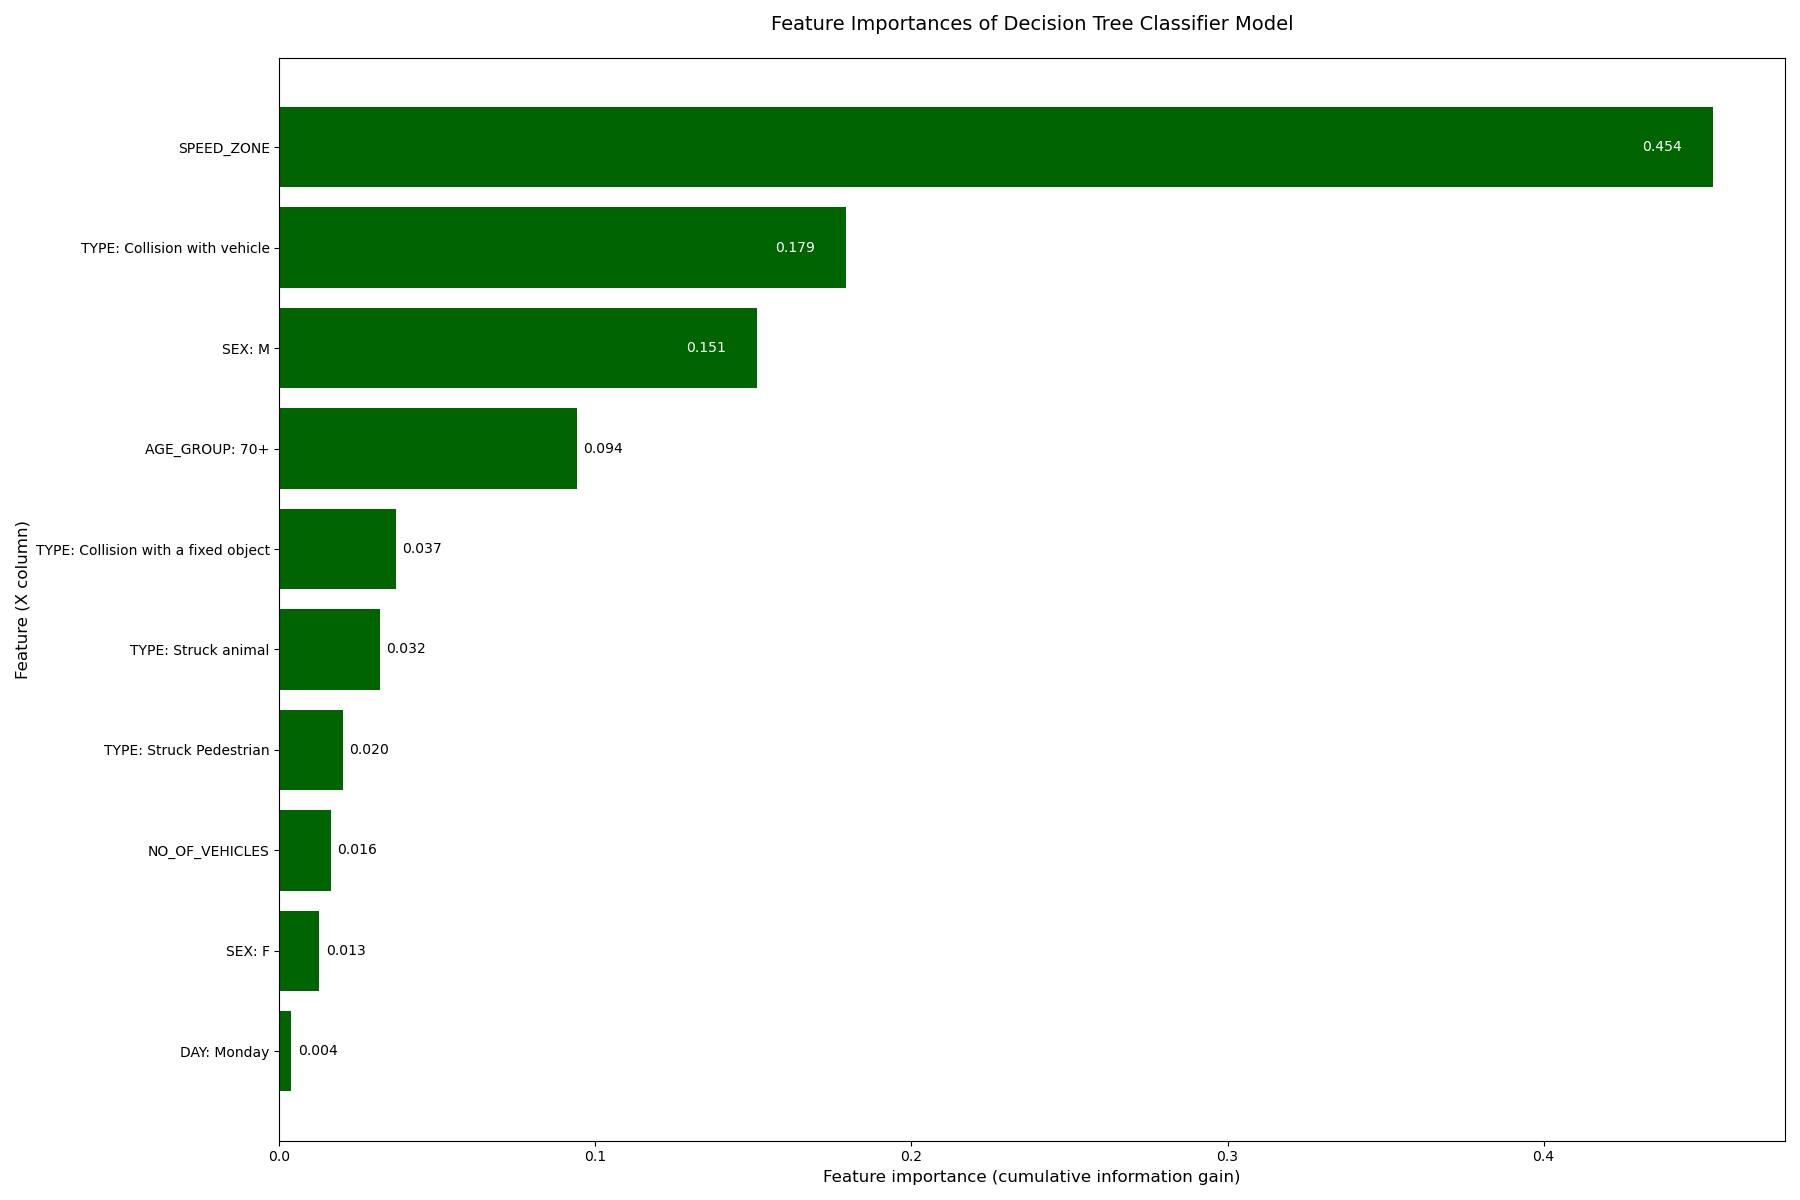 Feature Importances of Decision Tree Classifier Model
Feature (X column)
SPEED_ZONE 0.454
TYPE: Collision with vehicle 0.179
SEX: M 0.151
AGE_GROUP: 70+ 0.094
TYPE: Collision with a fixed object 0.037
TYPE: Struck animal 0.032
TYPE: Struck Pedestrian 0.020
NO_OF_VEHICLES 0.016
SEX: F 0.013
DAY: Monday 0.004
0.0 0.1 0.2 0.3 0.4
Feature importance (cumulative information gain)